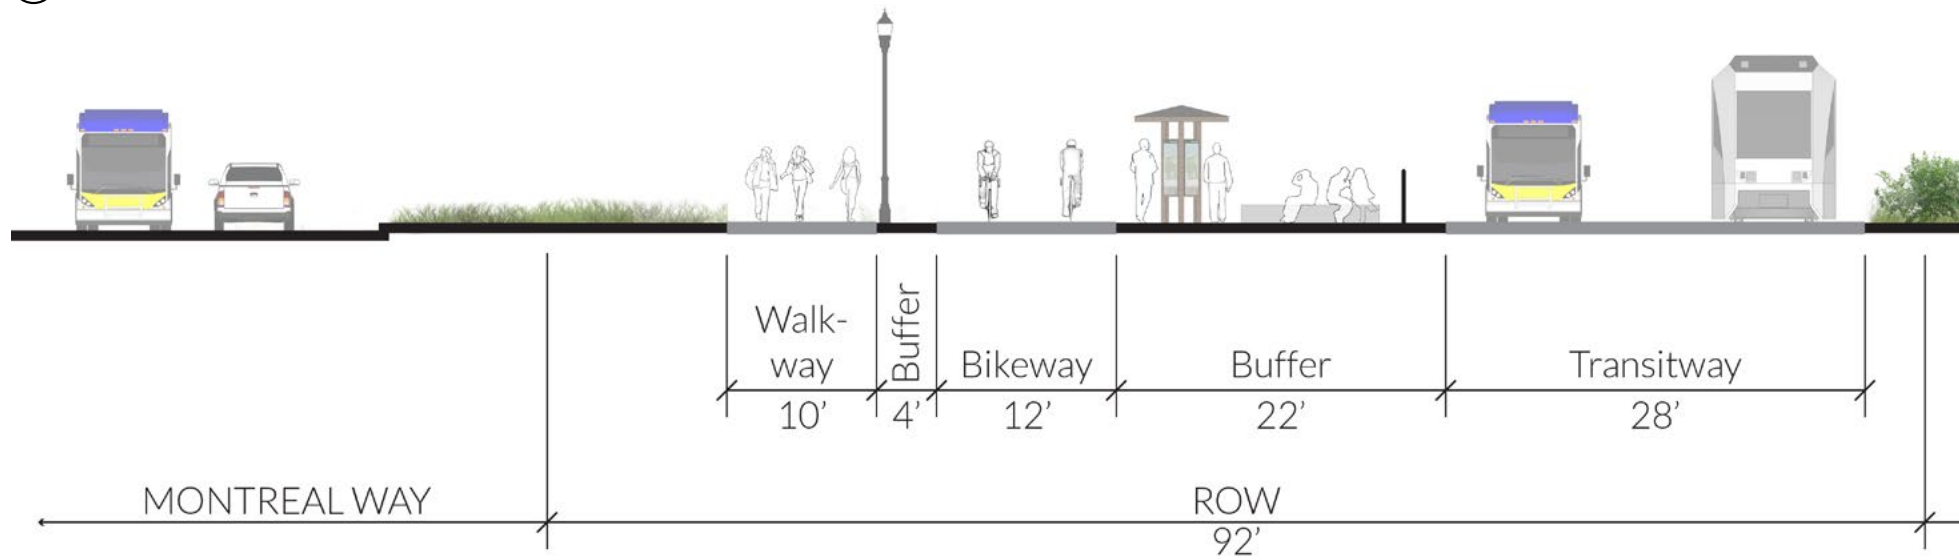 Walk-
way
10’
Buffer
4’
Bikeway
12’
Buffer
22’
Transitway
28’
MONTREAL WAY
ROW
92’